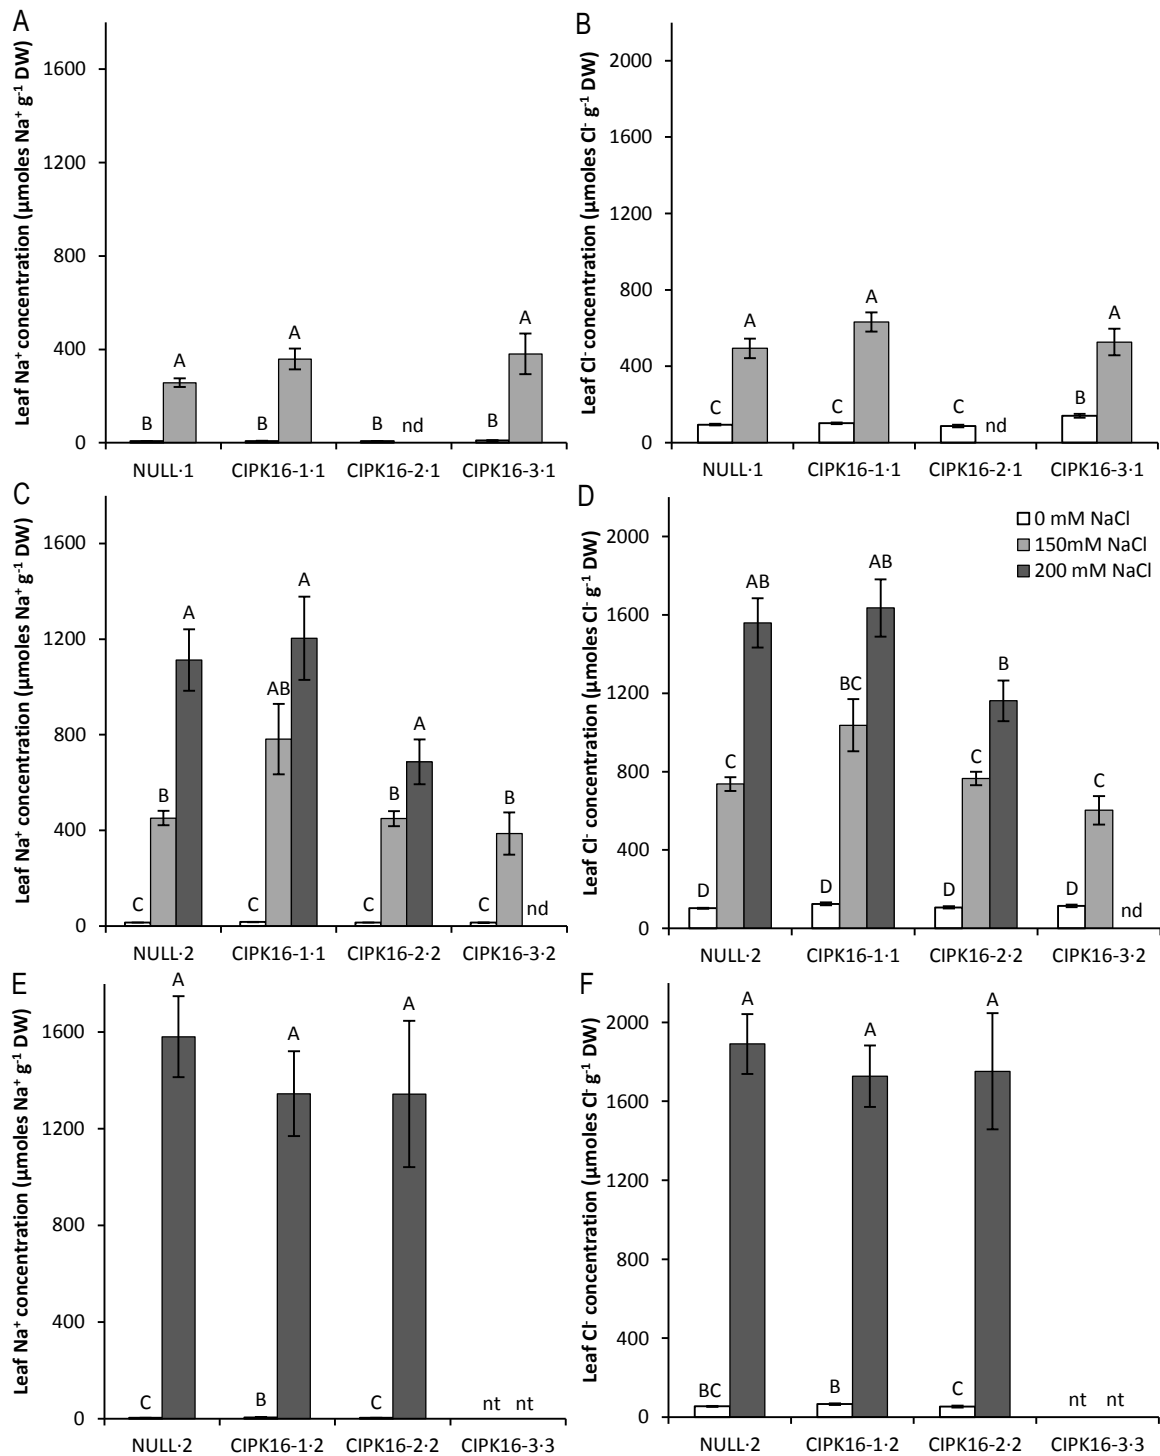 A
Leaf Na⁺ concentration (µmoles Na⁺ g⁻¹ DW)
1600
1200
800
400
0
A
A
A
B
B
B
nd
B
NULL·1
CIPK16-1·1
CIPK16-2·1
CIPK16-3·1
B
Leaf Cl⁻ concentration (µmoles Cl⁻ g⁻¹ DW)
2000
1600
1200
800
400
0
A
A
A
C
C
C
nd
B
NULL·1
CIPK16-1·1
CIPK16-2·1
CIPK16-3·1
C
Leaf Na⁺ concentration (µmoles Na⁺ g⁻¹ DW)
1600
1200
800
400
0
C
B
A
C
AB
A
C
B
A
C
B
nd
NULL·2
CIPK16-1·1
CIPK16-2·2
CIPK16-3·2
D
Leaf Cl⁻ concentration (µmoles Cl⁻ g⁻¹ DW)
2000
1600
1200
800
400
0
0 mM NaCl
150mM NaCl
200 mM NaCl
D
C
AB
D
BC
AB
D
C
B
D
C
nd
NULL·2
CIPK16-1·1
CIPK16-2·2
CIPK16-3·2
E
Leaf Na⁺ concentration (µmoles Na⁺ g⁻¹ DW)
1600
1200
800
400
0
C
A
B
A
C
A
nt nt
NULL·2
CIPK16-1·2
CIPK16-2·2
CIPK16-3·3
F
Leaf Cl⁻ concentration (µmoles Cl⁻ g⁻¹ DW)
2000
1600
1200
800
400
0
BC
A
B
A
C
A
nt nt
NULL·2
CIPK16-1·2
CIPK16-2·2
CIPK16-3·3